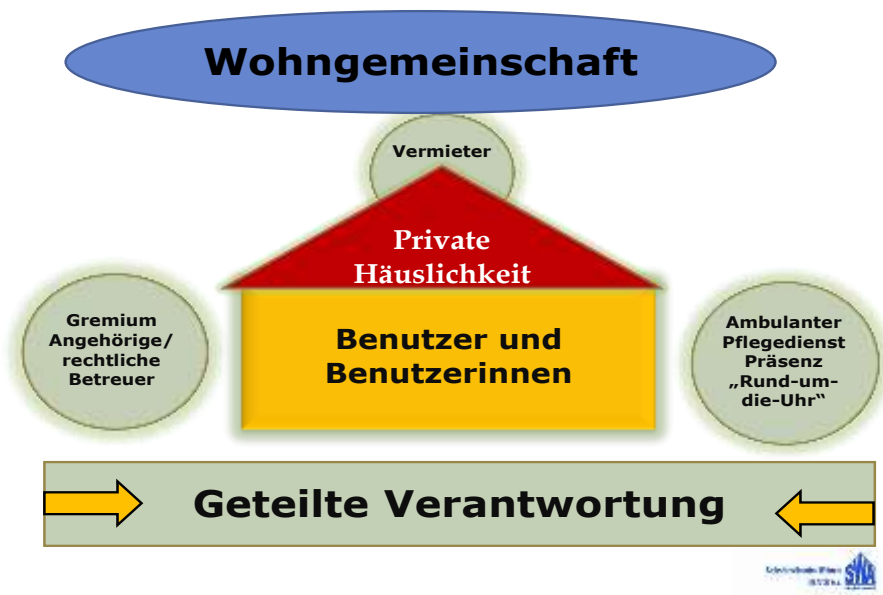 Wohngemeinschaft
Vermieter
Private
Häuslichkeit
Gremium
Angehörige/
rechtliche
Betreuer
Benutzer und
Benutzerinnen
Ambulanter
Pflegedienst
Präsenz
„Rund-um-
die-Uhr“
Geteilte Verantwortung